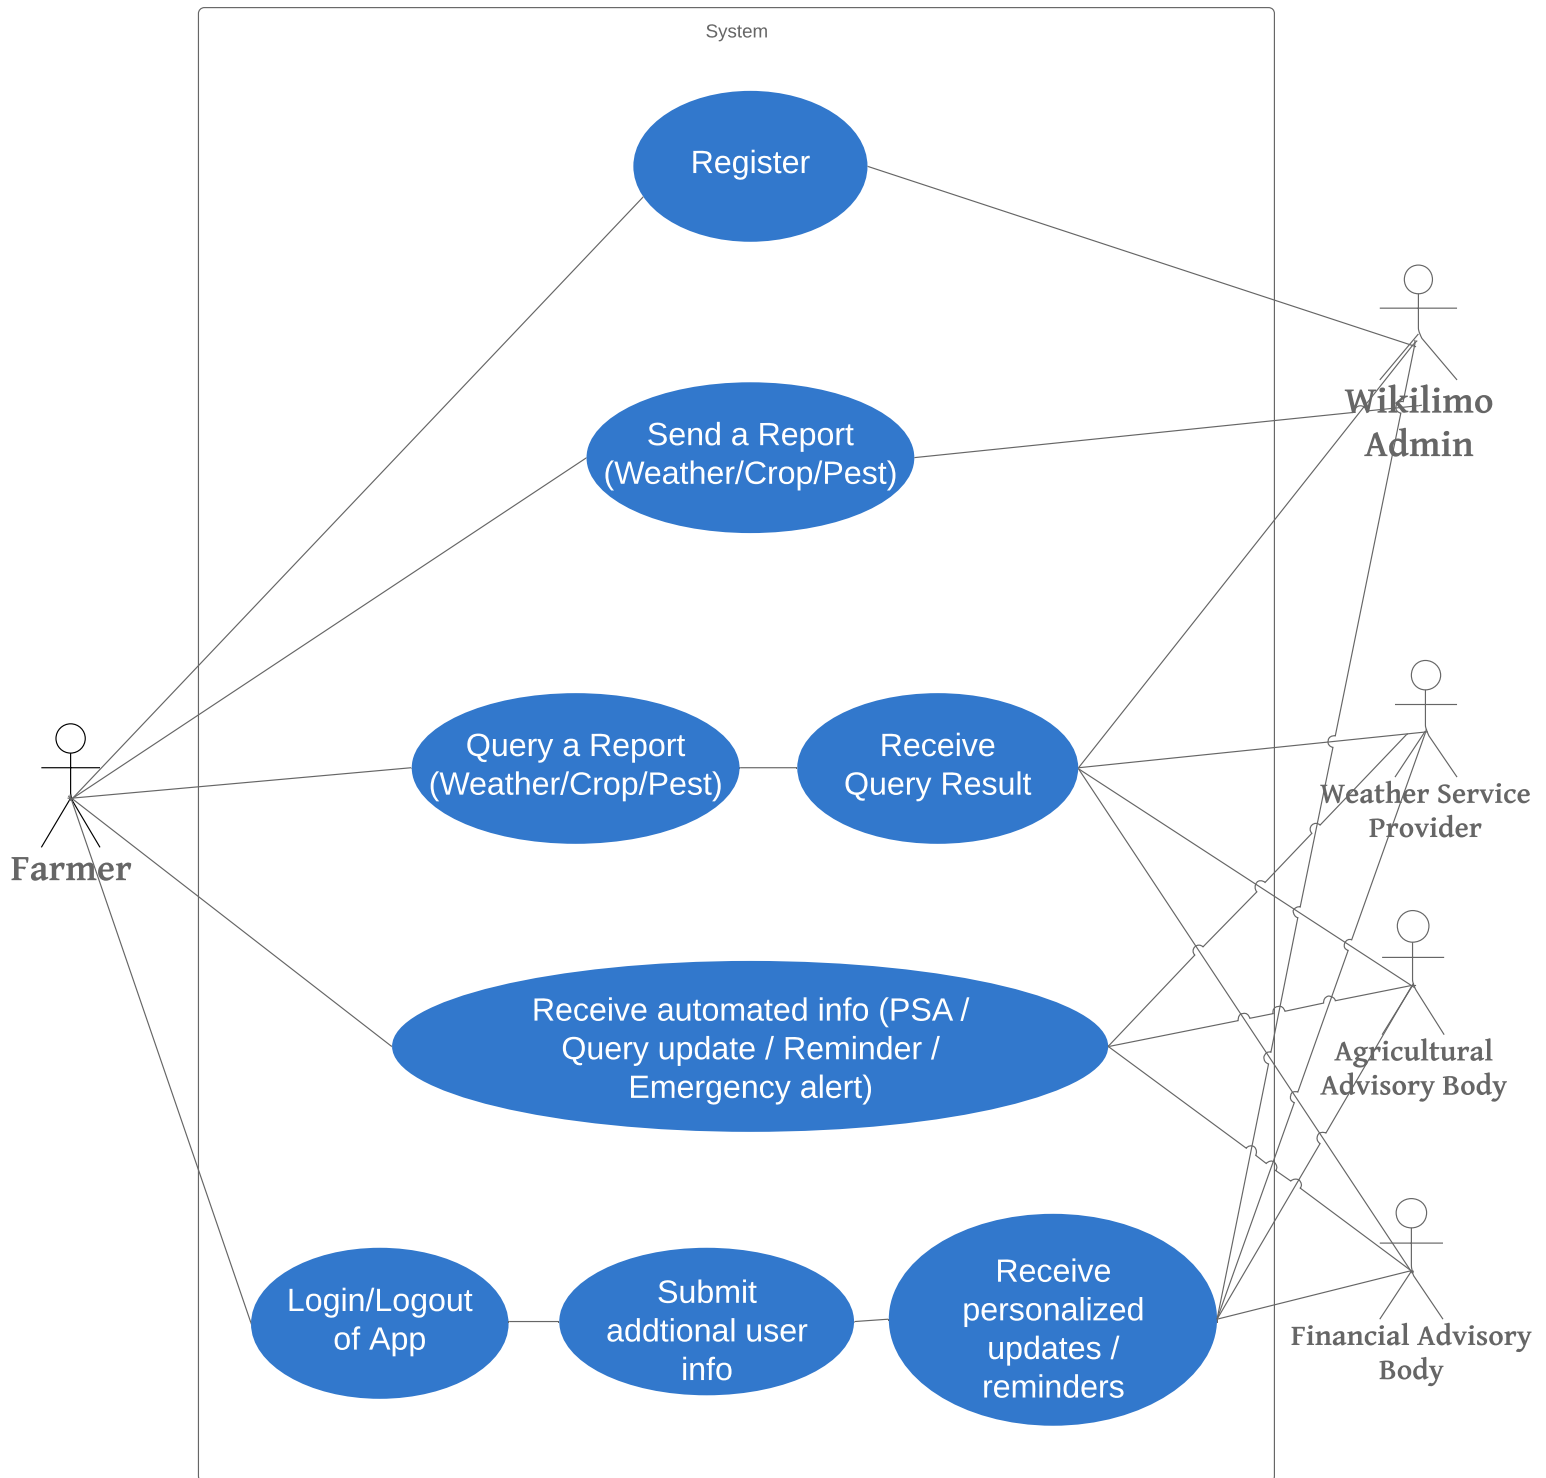 System
Register
Wikilimo
Admin
Send a Report
(Weather/Crop/Pest)
Query a Report
(Weather/Crop/Pest)
Receive
Query Result
Weather Service
Provider
Farmer
Receive automated info (PSA /
Query update / Reminder /
Emergency alert)
Agricultural
Advisory Body
Login/Logout
of App
Submit
addtional user
info
Receive
personalized
updates /
reminders
Financial Advisory
Body